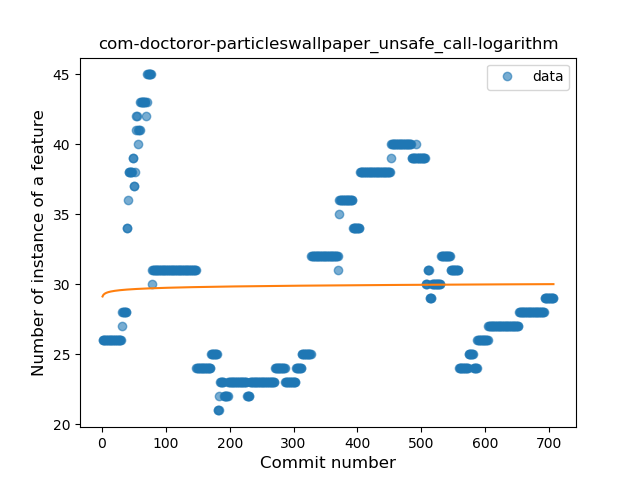 com-doctoror-particleswallpaper_unsafe_call-logarithm
data
Number of instance of a feature
45
40
35
30
25
20
0 100 200 300 400 500 600 700
Commit number